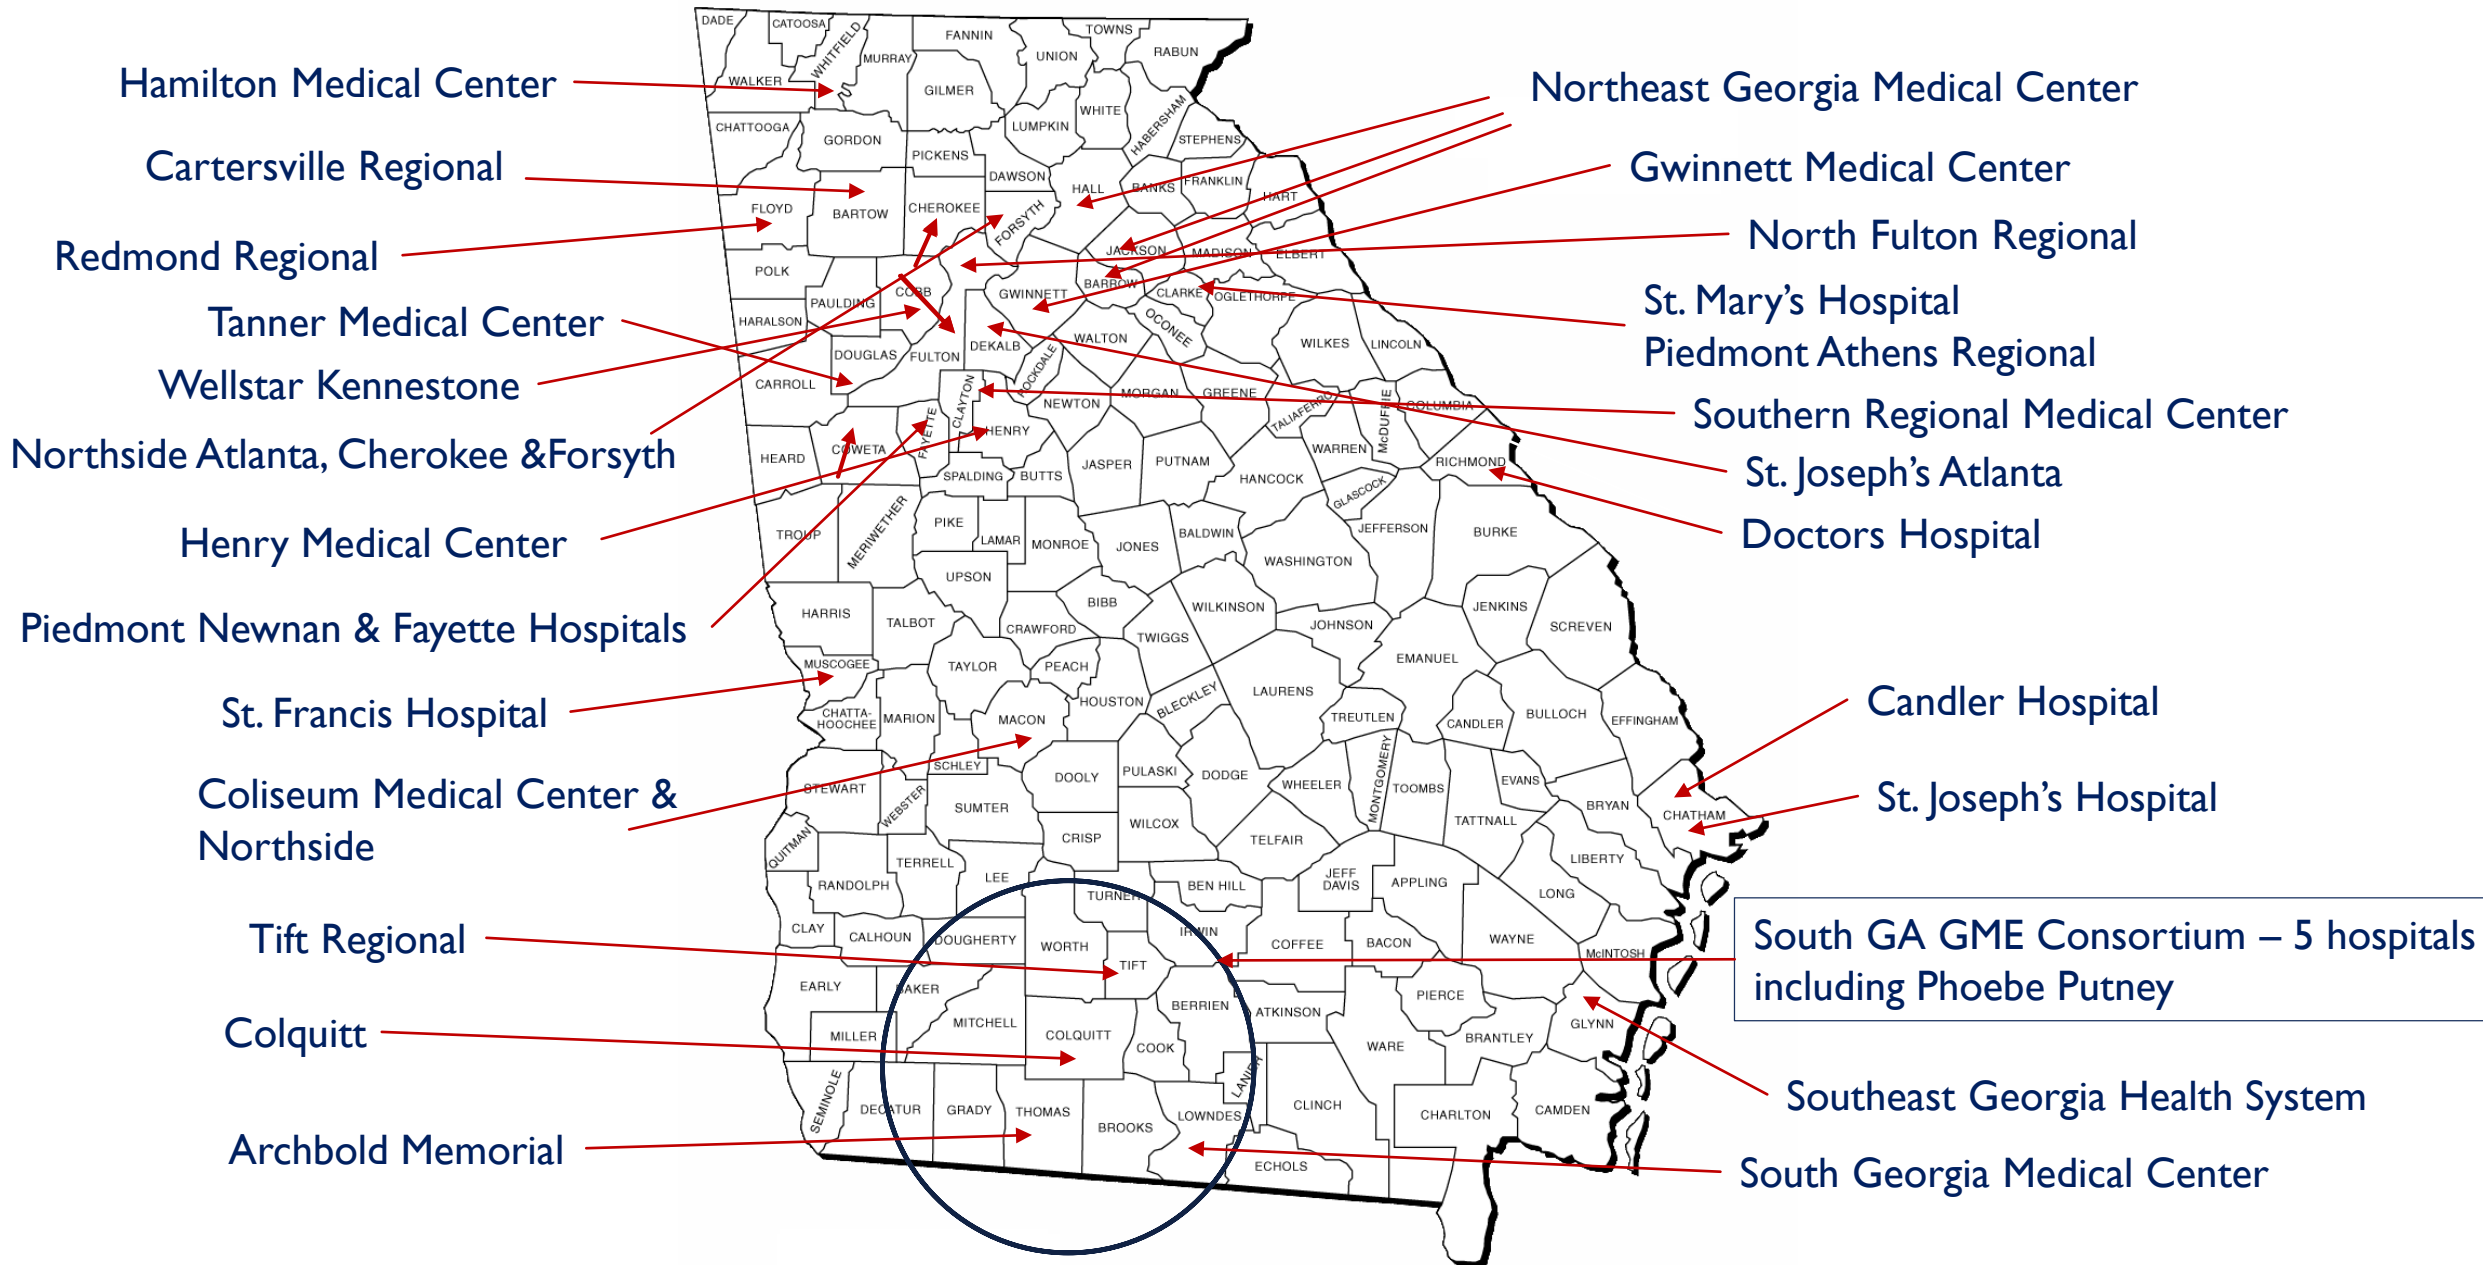 Hamilton Medical Center
Cartersville Regional
Redmond Regional
Tanner Medical Center
Wellstar Kennestone
Northside Atlanta, Cherokee &Forsyth
Henry Medical Center
Piedmont Newnan & Fayette Hospitals
St. Francis Hospital
Coliseum Medical Center &
Northside
Tift Regional
Colquitt
Archbold Memorial
DADE
CATOOSA
WHITFIELD
MURRAY
FANNIN
UNION
TOWNS
RABUN
WALKER
GILMER
WHITE
HABERSHAM
LUMPKIN
STEPHENS
CHATTOOGA
GORDON
PICKENS
DAWSON
HALL
BANKS
FRANKLIN
HART
FLOYD
BARTOW
CHEROKEE
FORSYTH
JACKSON
MADISON
ELBERT
POLK
PAULDING
COBB
GWINNETT
BARROW
CLARKE
OGLETHORPE
HARALSON
DOUGLAS
FULTON
DEKALB
ROCKDALE
WALTON
OCONEE
WILKES
LINCOLN
CARROLL
CLAYTON
NEWTON
MORGAN
GREENE
TALIAFERRO
McDUFFIE
COLUMBIA
HEARD
COWETA
FAYETTE
HENRY
SPALDING
BUTTS
JASPER
PUTNAM
HANCOCK
WARREN
GLASCOCK
RICHMOND
TROUP
MERIWETHER
PIKE
LAMAR
MONROE
JONES
BALDWIN
WASHINGTON
JEFFERSON
BURKE
UPSON
BIBB
WILKINSON
JENKINS
SCREVEN
HARRIS
TALBOT
CRAWFORD
TWIGGS
JOHNSON
EMANUEL
MUSCOGEE
TAYLOR
PEACH
HOUSTON
BLECKLEY
LAURENS
TREUTLEN
CANDLER
BULLOCH
EFFINGHAM
CHATTA-
HOOCHEE
MARION
MACON
SCHLEY
DOOLY
PULASKI
DODGE
WHEELER
MONTGOMERY
TOOMBS
EVANS
BRYAN
CHATHAM
STEWART
WEBSTER
SUMTER
CRISP
WILCOX
TELFAIR
TATTNALL
LIBERTY
QUITMAN
RANDOLPH
TERRELL
LEE
TURNER
BEN HILL
JEFF
DAVIS
APPLING
LONG
CLAY
CALHOUN
DOUGHERTY
WORTH
TIFT
IRWIN
COFFEE
BACON
WAYNE
McINTOSH
EARLY
BAKER
MITCHELL
BERRIEN
ATKINSON
PIERCE
GLYNN
MILLER
COLQUITT
COOK
LANIER
WARE
BRANTLEY
SEMINOLE
DECATUR
GRADY
THOMAS
BROOKS
LOWNDES
CLINCH
CHARLTON
CAMDEN
ECHOLS
Northeast Georgia Medical Center
Gwinnett Medical Center
North Fulton Regional
St. Mary's Hospital
Piedmont Athens Regional
Southern Regional Medical Center
St. Joseph's Atlanta
Doctors Hospital
Candler Hospital
St. Joseph's Hospital
South GA GME Consortium – 5 hospitals
including Phoebe Putney
Southeast Georgia Health System
South Georgia Medical Center